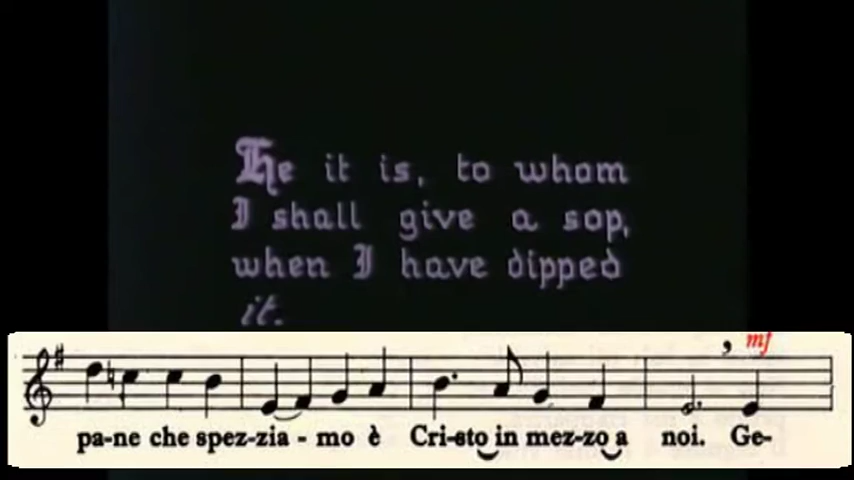 He it is, to whom
I shall give a sop,
when I have dipped
it.
mf
pa-ne che spez-zia - mo è Cri-sto in mez-zo a noi. Ge-